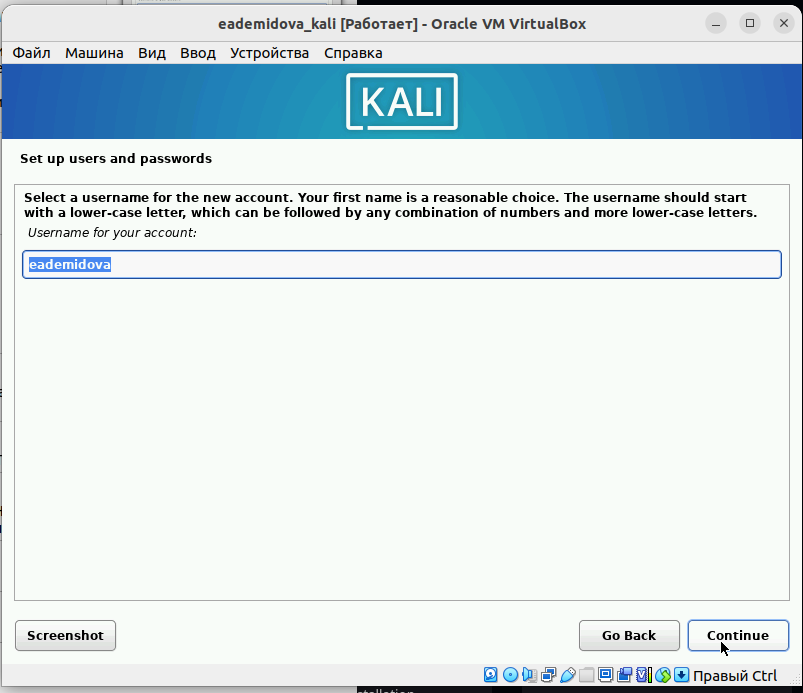 eademidova_kali [Работает] - Oracle VM VirtualBox
Файл Машина Вид Ввод Устройства Справка
KALI
Set up users and passwords
Select a username for the new account. Your first name is a reasonable choice. The username should start
with a lower-case letter, which can be followed by any combination of numbers and more lower-case letters.
Username for your account:
eademidova
Screenshot Go Back Continue
Правый Ctrl